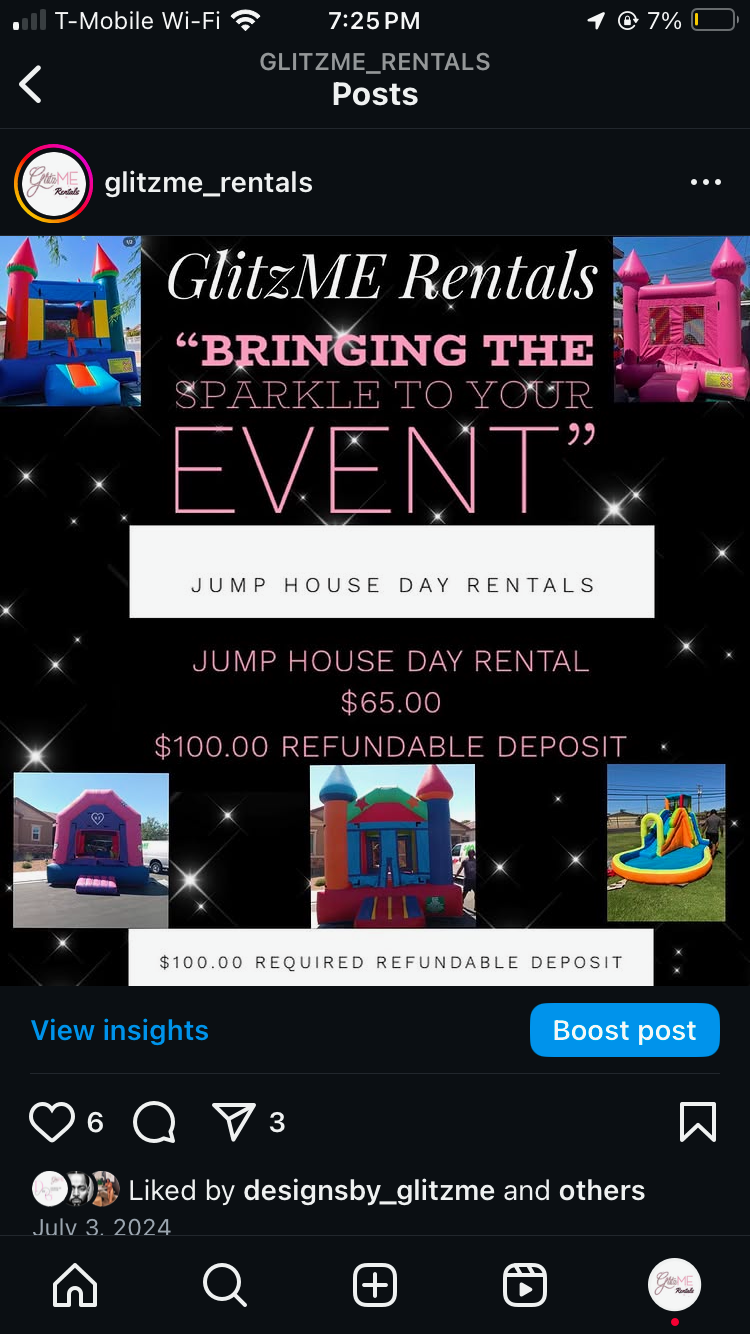 T-Mobile Wi-Fi 7:25 PM 7%
GLITZME_RENTALS
Posts
glitzme_rentals
GlitzME Rentals
“BRINGING THE
SPARKLE TO YOUR
EVENT”
JUMP HOUSE DAY RENTALS
JUMP HOUSE DAY RENTAL
$65.00
$100.00 REFUNDABLE DEPOSIT
$100.00 REQUIRED REFUNDABLE DEPOSIT
View insights
Boost post
6
3
Liked by designsby_glitzme and others
July 3, 2024
GlitzME
Rentals